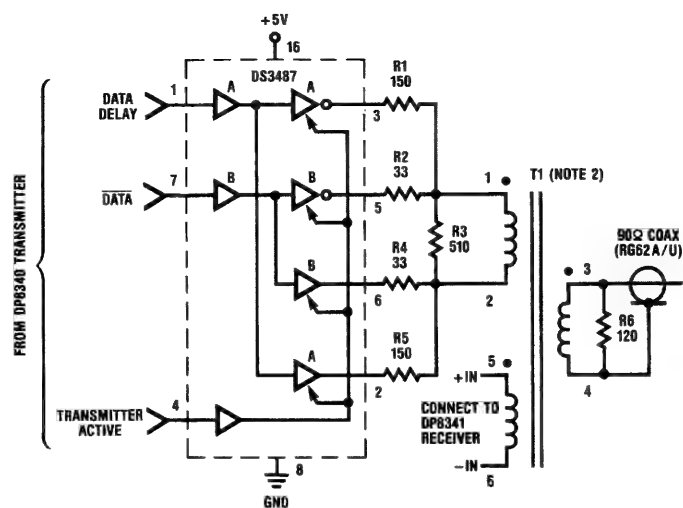 +5V
16
DS3487
DATA
DELAY
1
A
A
3
R1
150
DATA
7
B
B
5
R2
33
1
T1 (NOTE 2)
R3
510
90Ω COAX
(RG62A/U)
FROM DP8340 TRANSMITTER
B
6
R4
33
2
3
R6
120
A
2
R5
150
5
+IN
4
TRANSMITTER
ACTIVE
4
CONNECT TO
DP8341
RECEIVER
-IN
6
8
GND